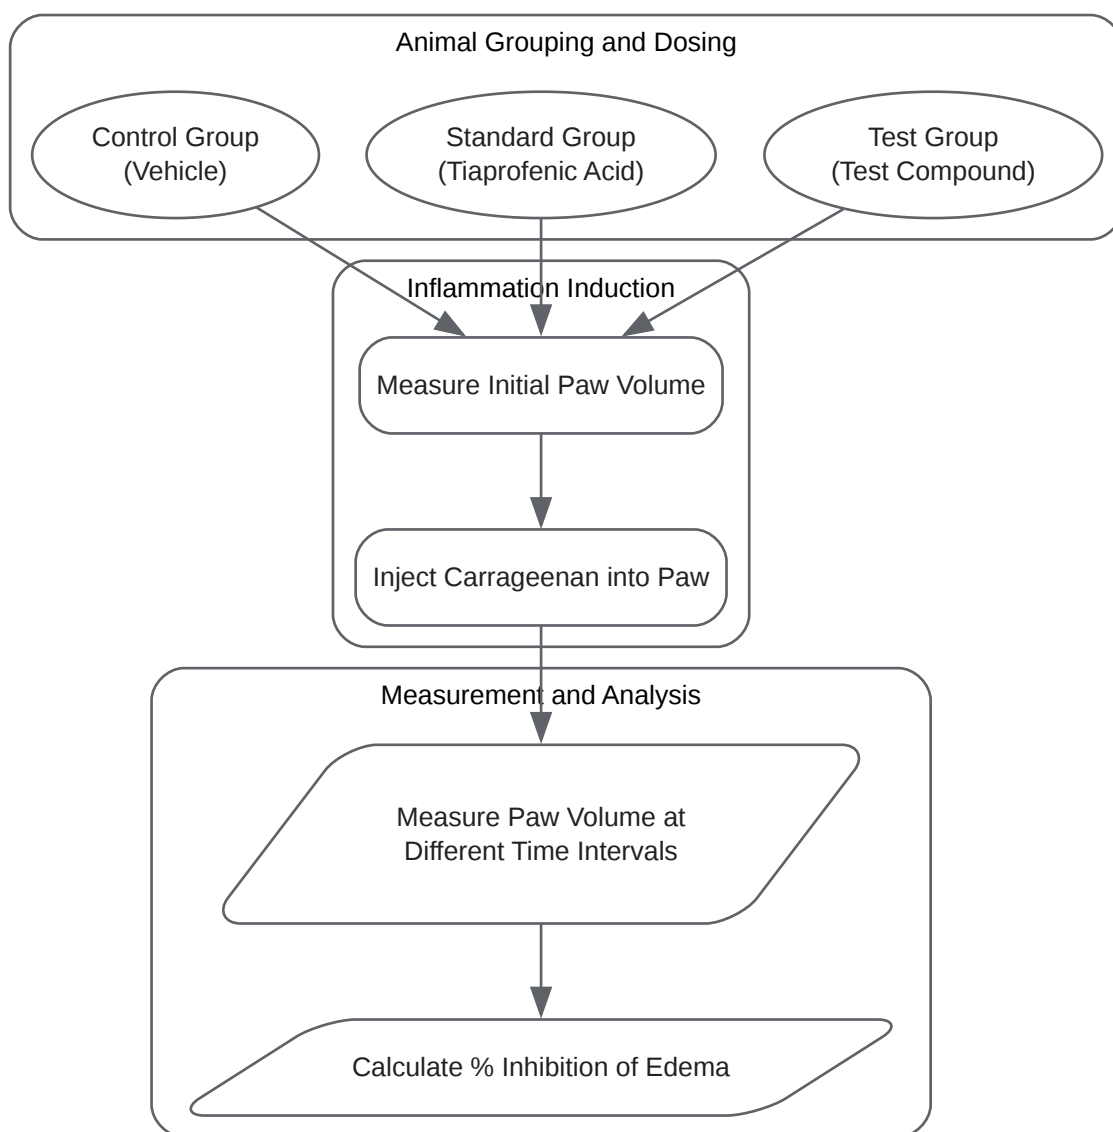 Animal Grouping and Dosing
Control Group
(Vehicle)
Standard Group
(Tiaprofenic Acid)
Test Group
(Test Compound)
Inflammation Induction
Measure Initial Paw Volume
Inject Carrageenan into Paw
Measurement and Analysis
Measure Paw Volume at
Different Time Intervals
Calculate % Inhibition of Edema